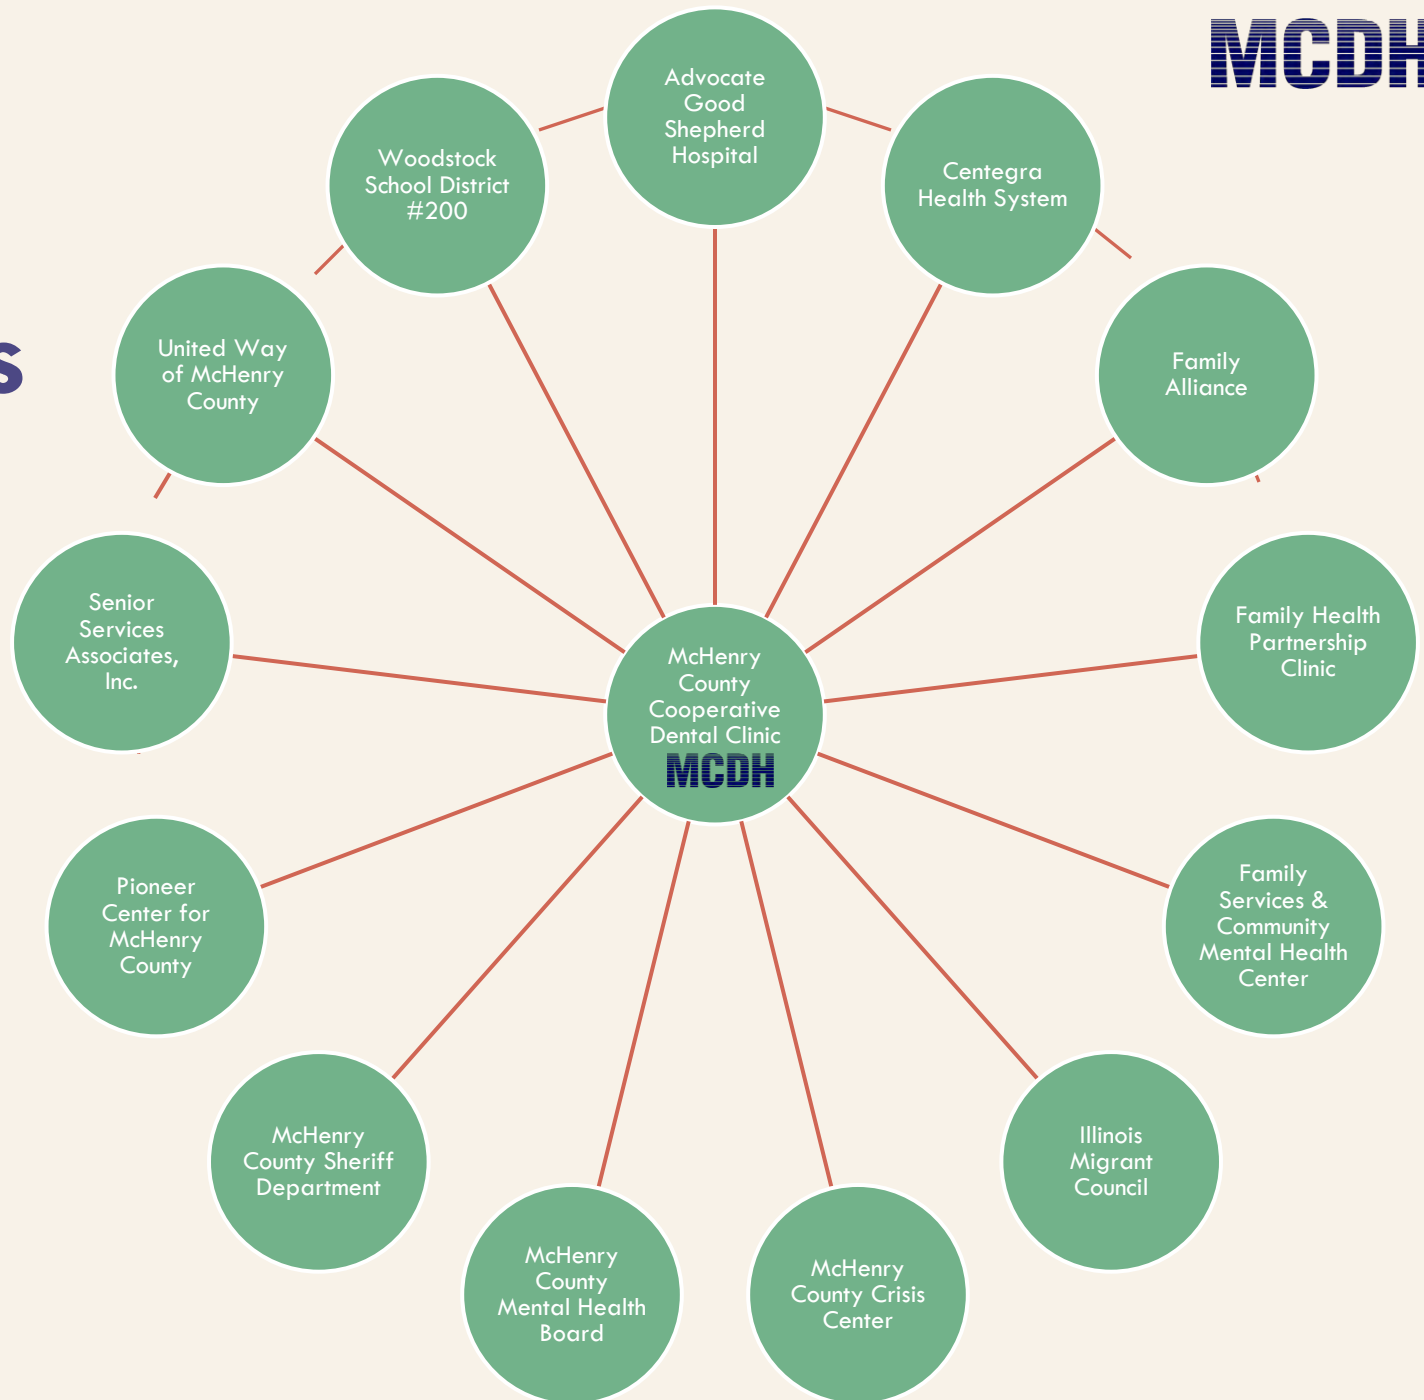 MCDH
Advocate
Good
Shepherd
Hospital
Centegra
Health System
Family
Alliance
Family Health
Partnership
Clinic
Family
Services &
Community
Mental Health
Center
Illinois
Migrant
Council
McHenry
County Crisis
Center
McHenry
County
Mental Health
Board
McHenry
County Sheriff
Department
Pioneer
Center for
McHenry
County
Senior
Services
Associates,
Inc.
United Way
of McHenry
County
Woodstock
School District
#200
McHenry
County
Cooperative
Dental Clinic
MCDH
s